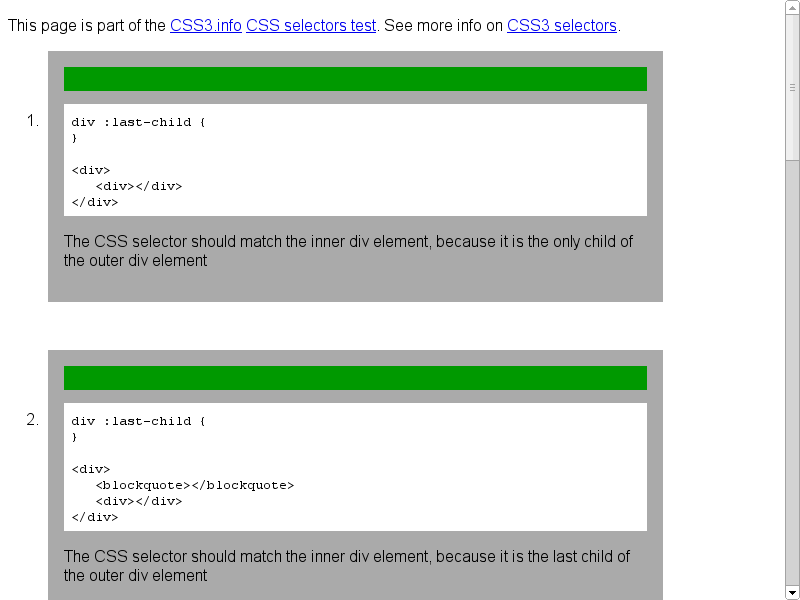 This page is part of the CSS3.info CSS selectors test. See more info on CSS3 selectors.
1.
div :last-child {
}
<div>
<div></div>
</div>
The CSS selector should match the inner div element, because it is the only child of
the outer div element
2.
div :last-child {
}
<div>
<blockquote></blockquote>
<div></div>
</div>
The CSS selector should match the inner div element, because it is the last child of
the outer div element